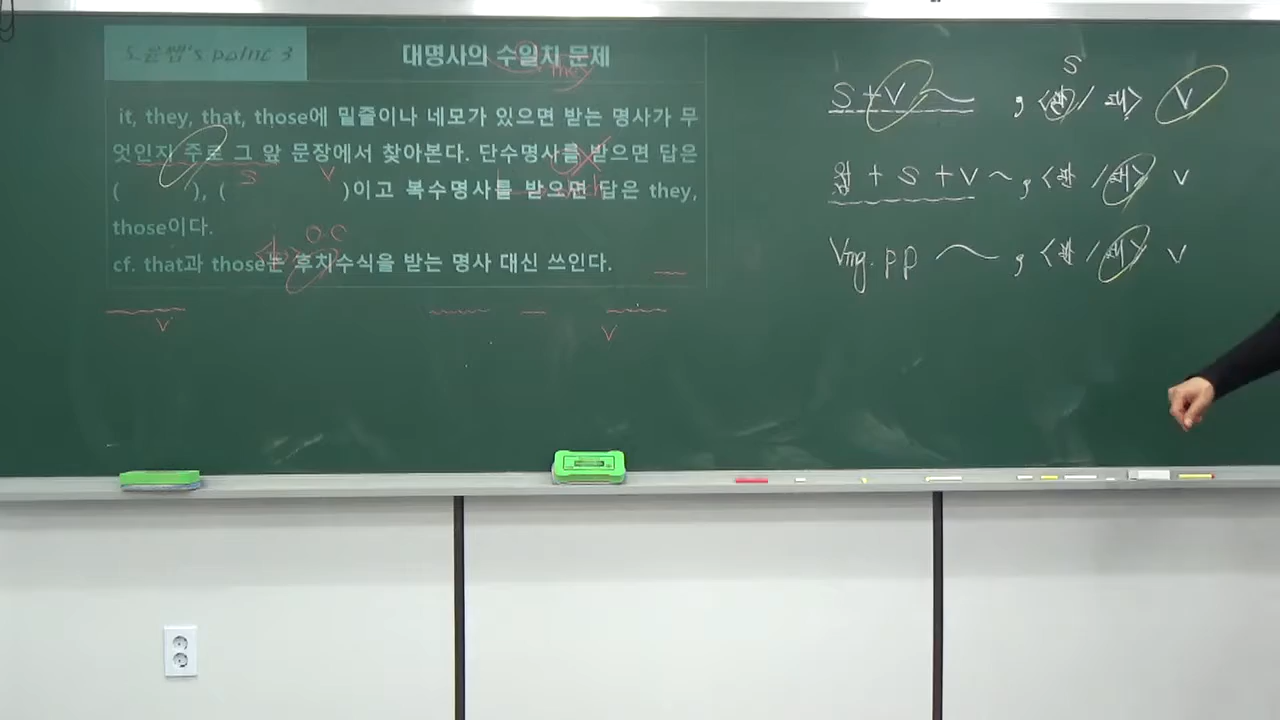 도윤쌤's point 3
대명사의 수일치 문제
they
it, they, that, those에 밑줄이나 네모가 있으면 받는 명사가 무
엇인자 주로 그 앞 문장에서 찾아본다. 단수명사를 받으면 답은
S V
( ), ( )이고 복수명사를 받으면 답은 they,
those이다.
O.C
cf. that과 those는 후치수식을 받는 명사 대신 쓰인다.
V V
S
S+V , < / > V
+ S + V ~ , < / > V
Ving. pp , < / > V